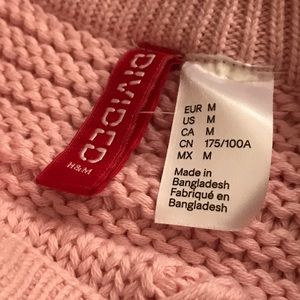 DIVIDED
H&M
EUR M
US M
CA M
CN 175/100A
MX M
Made in
Bangladesh
Fabriqué en
Bangladesh